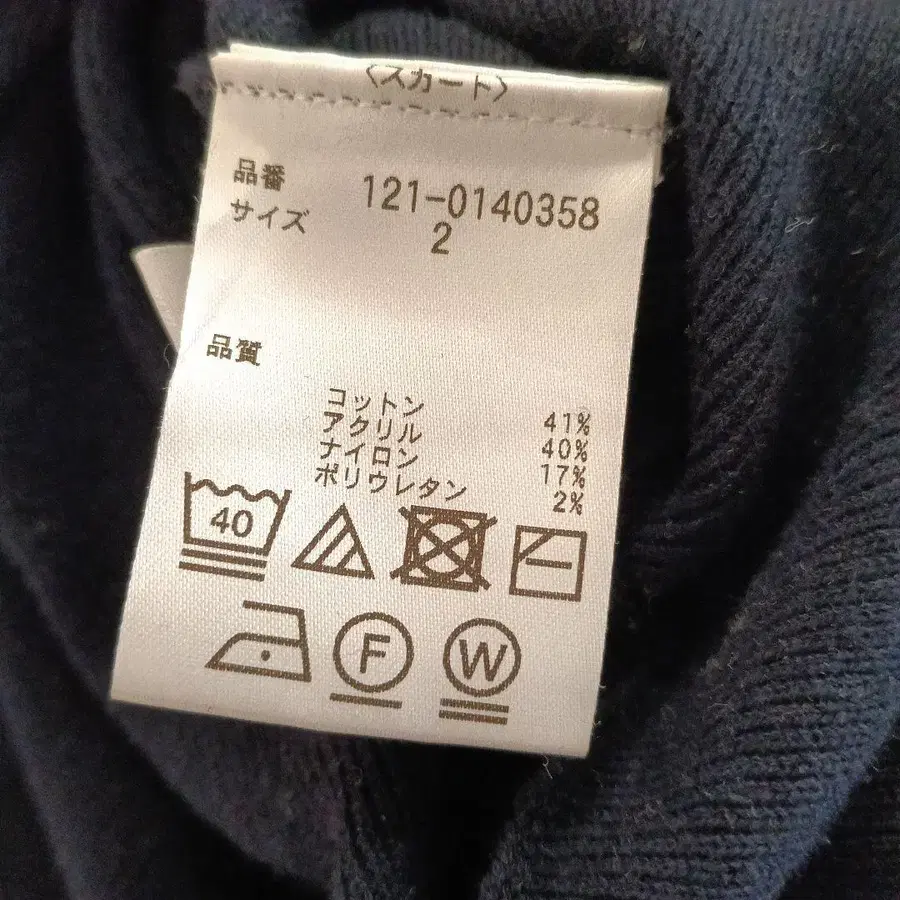 〈スカート〉
品番 121-0140358
サイズ 2
品質
コットン 41%
アクリル 40%
ナイロン 17%
ポリウレタン 2%
40
F
W